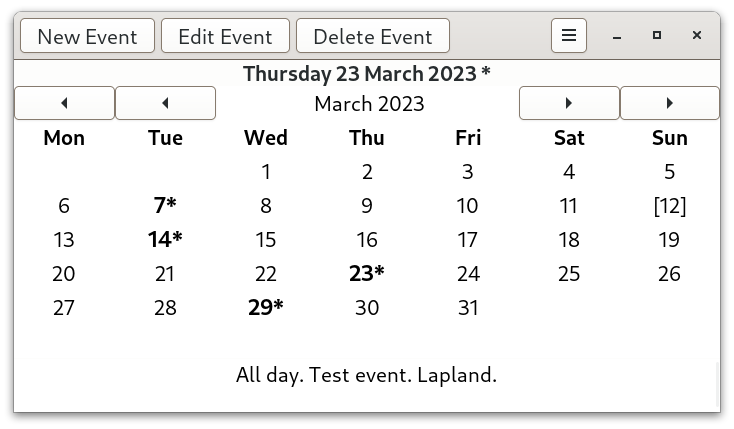 New Event Edit Event Delete Event
Thursday 23 March 2023 *
March 2023
Mon Tue Wed Thu Fri Sat Sun
1 2 3 4 5
6 7* 8 9 10 11 [12]
13 14* 15 16 17 18 19
20 21 22 23* 24 25 26
27 28 29* 30 31
All day. Test event. Lapland.